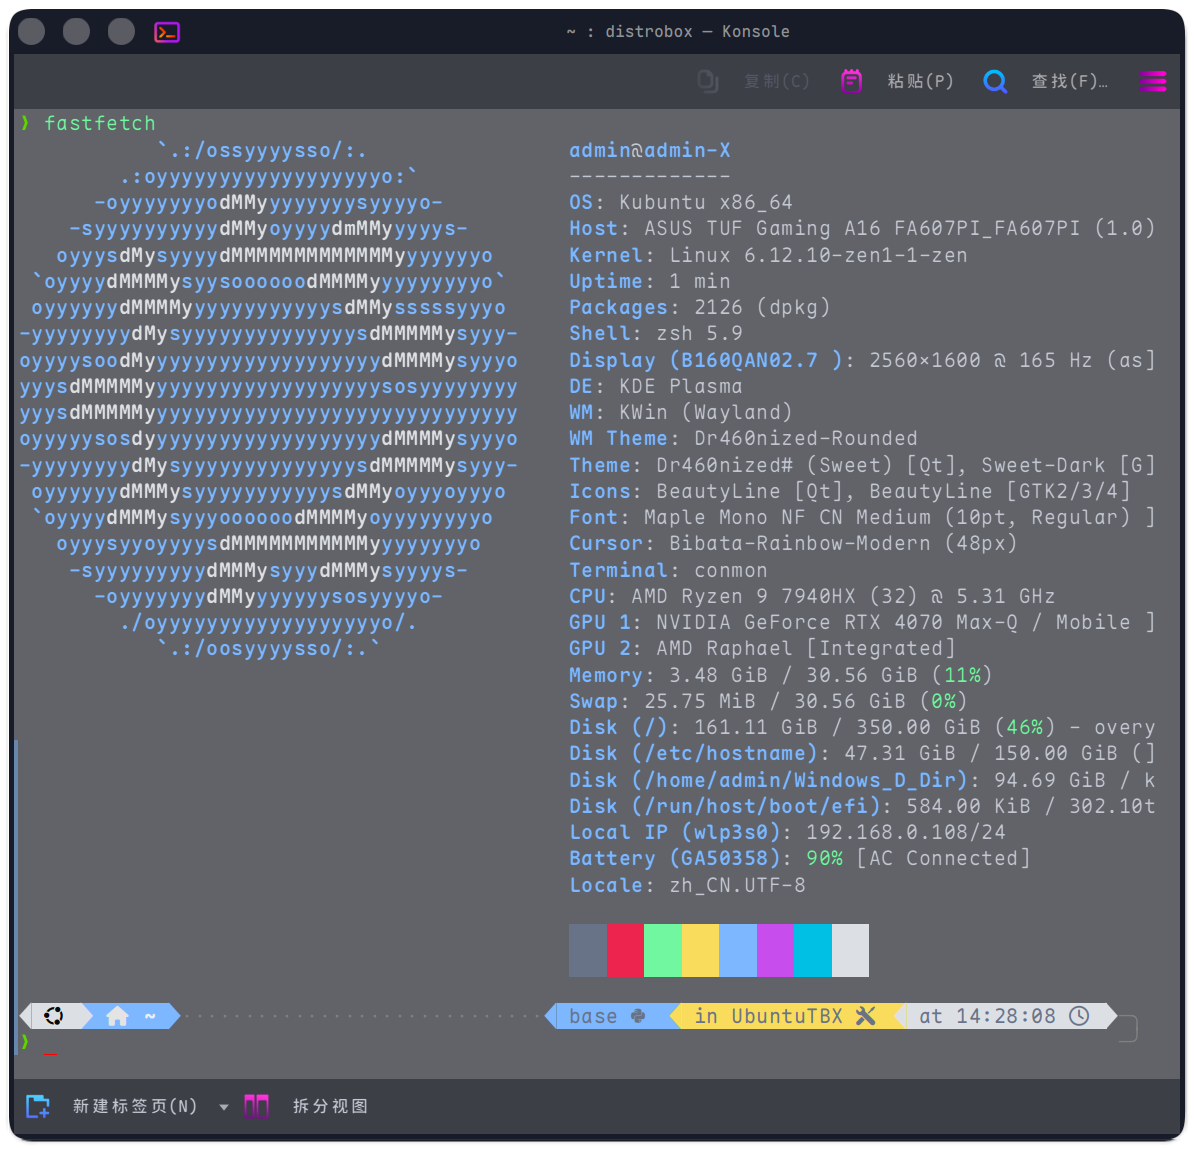 ~ : distrobox — Konsole
复制(C) 粘贴(P) 查找(F)…
❯ fastfetch
`.:/ossyyyysso/:.
.:oyyyyyyyyyyyyyyyyyyo:`
-oyyyyyyyodMMyyyyyyyysyyyyo-
-syyyyyyyyyydMMyoyyyydmMMyyyyys-
oyyysdMysyyyydMMMMMMMMMMMMMyyyyyyyo
`oyyyydMMMMysyysoooooodMMMMyyyyyyyyyo`
oyyyyyydMMMMyyyyyyyyyyyysdMMysssssyyyo
-yyyyyyyydMysyyyyyyyyyyyyyysdMMMMMysyyy-
oyyyysoodMyyyyyyyyyyyyyyyyyyydMMMMysyyyo
yyysdMMMMMyyyyyyyyyyyyyyyyyyysosyyyyyyyy
yyysdMMMMMyyyyyyyyyyyyyyyyyyyyyyyyyyyyyy
oyyyyysosdyyyyyyyyyyyyyyyyyyydMMMMysyyyo
-yyyyyyyydMysyyyyyyyyyyyyyysdMMMMMysyyy-
oyyyyyydMMMysyyyyyyyyyyysdMMyoyyyoyyyo
`oyyyydMMMysyyyoooooodMMMMyoyyyyyyyyo
oyyysyyoyyyysdMMMMMMMMMMMyyyyyyyyo
-syyyyyyyyydMMMysyyydMMMysyyyys-
-oyyyyyyydMMyyyyyyysosyyyyo-
./oyyyyyyyyyyyyyyyyyyo/.
`.:/oosyyyysso/:.`
admin@admin-X
-------------
OS: Kubuntu x86_64
Host: ASUS TUF Gaming A16 FA607PI_FA607PI (1.0)
Kernel: Linux 6.12.10-zen1-1-zen
Uptime: 1 min
Packages: 2126 (dpkg)
Shell: zsh 5.9
Display (B160QAN02.7 ): 2560×1600 @ 165 Hz (as]
DE: KDE Plasma
WM: KWin (Wayland)
WM Theme: Dr460nized-Rounded
Theme: Dr460nized# (Sweet) [Qt], Sweet-Dark [G]
Icons: BeautyLine [Qt], BeautyLine [GTK2/3/4]
Font: Maple Mono NF CN Medium (10pt, Regular) ]
Cursor: Bibata-Rainbow-Modern (48px)
Terminal: conmon
CPU: AMD Ryzen 9 7940HX (32) @ 5.31 GHz
GPU 1: NVIDIA GeForce RTX 4070 Max-Q / Mobile ]
GPU 2: AMD Raphael [Integrated]
Memory: 3.48 GiB / 30.56 GiB (11%)
Swap: 25.75 MiB / 30.56 GiB (0%)
Disk (/): 161.11 GiB / 350.00 GiB (46%) - overy
Disk (/etc/hostname): 47.31 GiB / 150.00 GiB (]
Disk (/home/admin/Windows_D_Dir): 94.69 GiB / k
Disk (/run/host/boot/efi): 584.00 KiB / 302.10t
Local IP (wlp3s0): 192.168.0.108/24
Battery (GA50358): 90% [AC Connected]
Locale: zh_CN.UTF-8
~ base in UbuntuTBX at 14:28:08
❯ _
新建标签页(N) 拆分视图